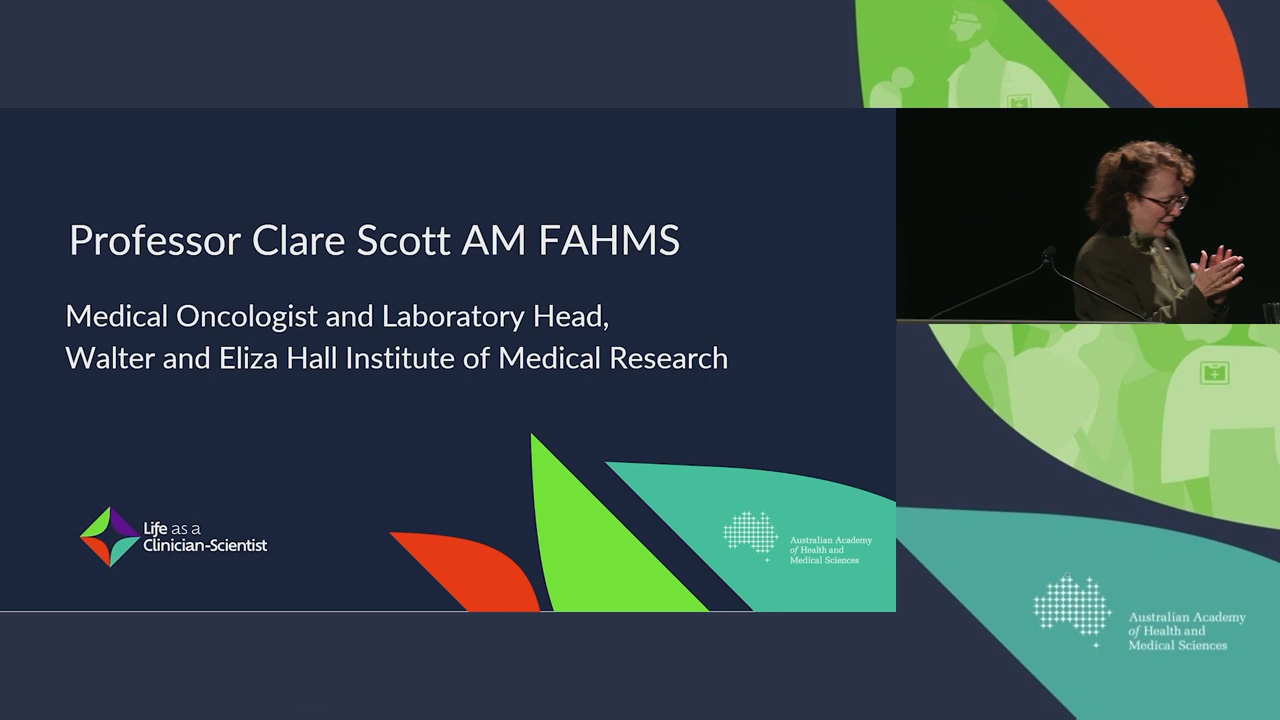 Professor Clare Scott AM FAHMS
Medical Oncologist and Laboratory Head,
Walter and Eliza Hall Institute of Medical Research
Life as a
Clinician-Scientist
Australian Academy
of Health and
Medical Sciences
Australian Academy
of Health and
Medical Sciences